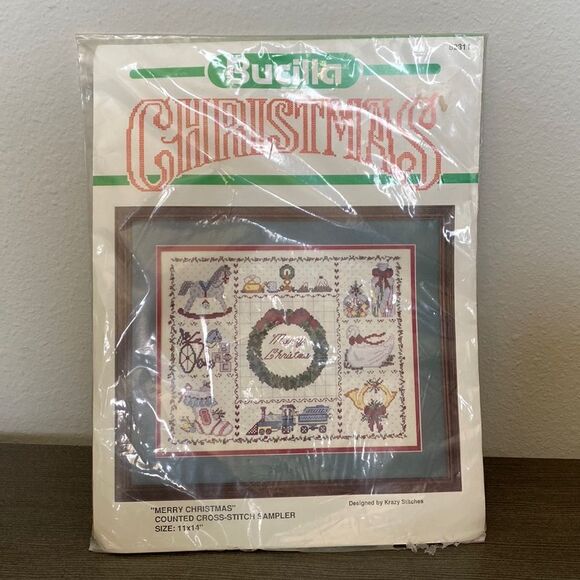 Bucilla
CHRISTMAS
Merry
Christmas
"MERRY CHRISTMAS"
COUNTED CROSS-STITCH SAMPLER
SIZE: 11x14"
Designed by Krazy Stitches